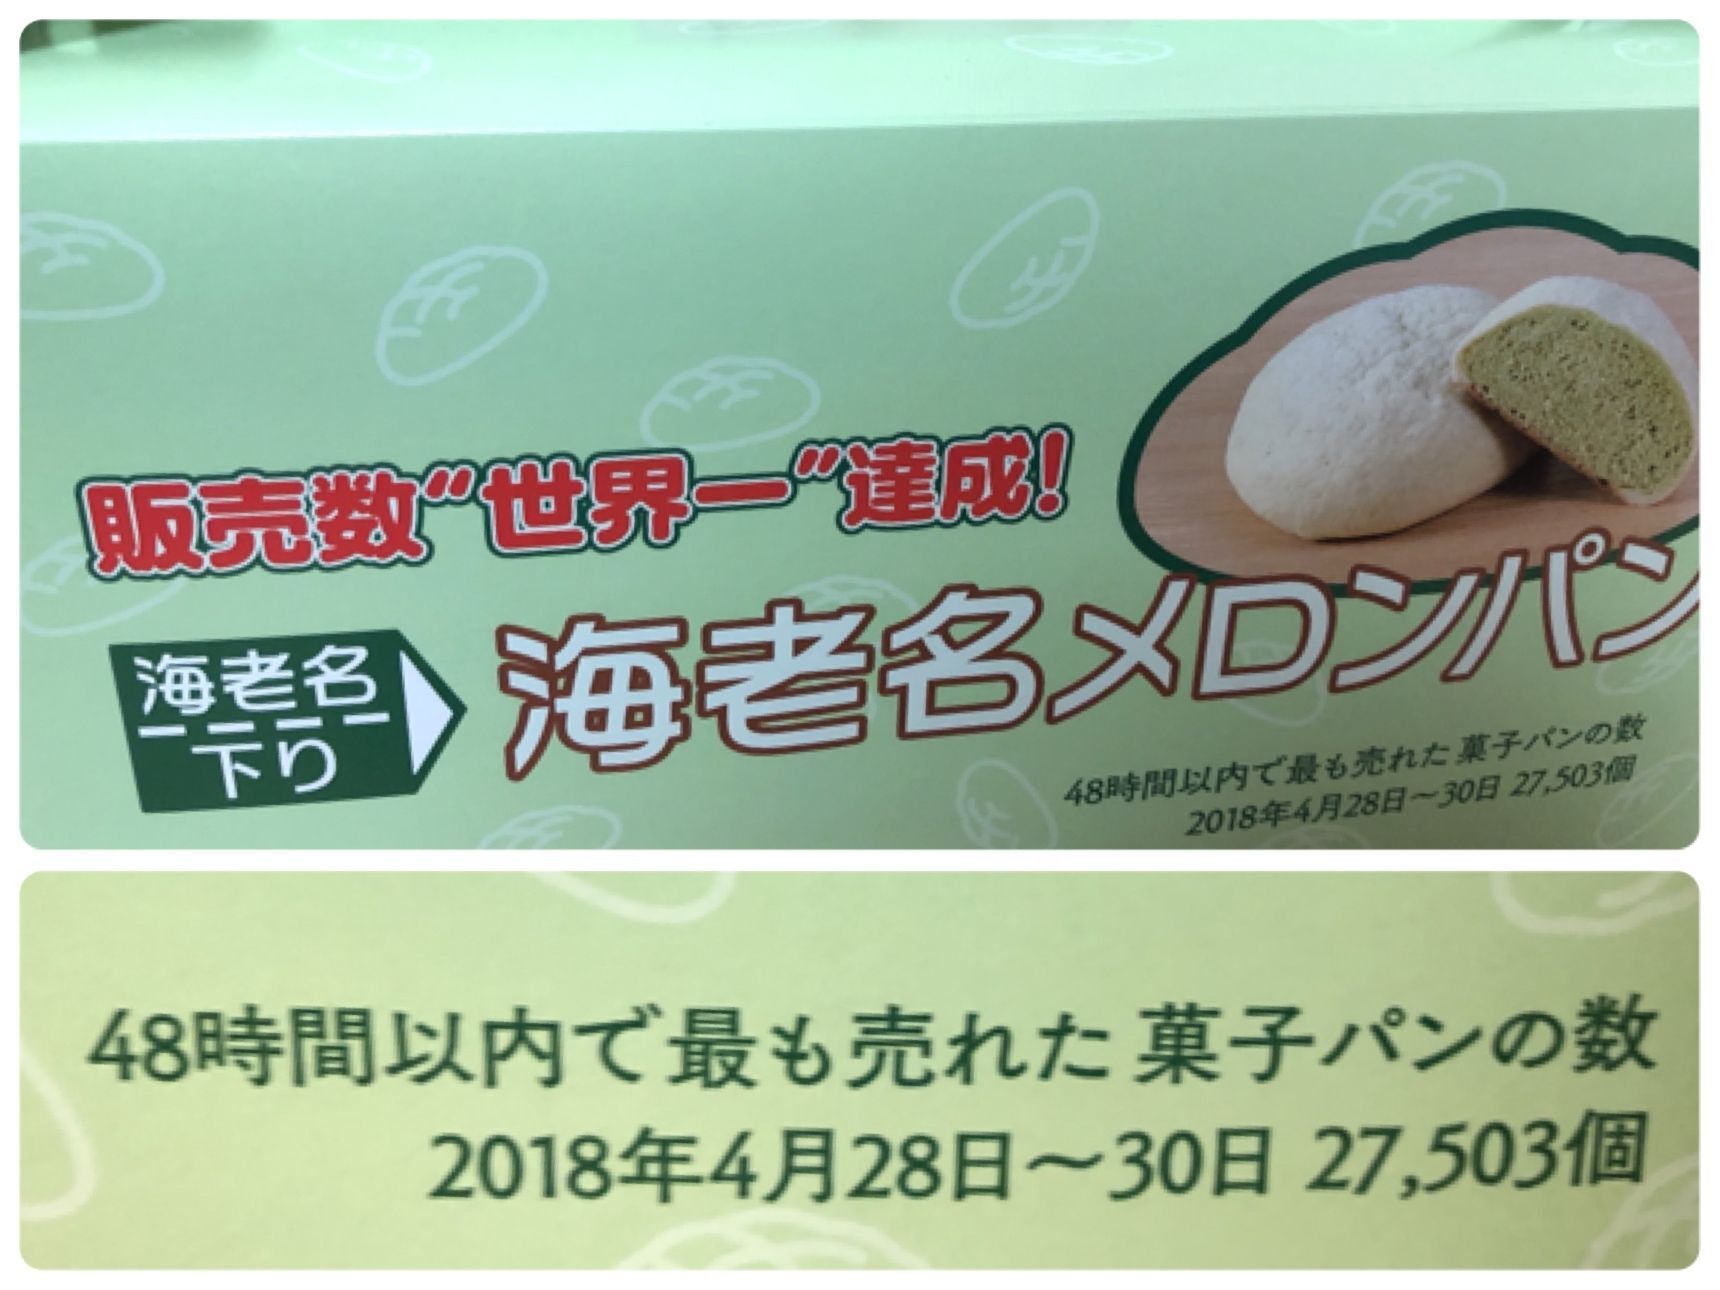 販売数“世界一”達成!
海老名
下り
海老名メロンパン
48時間以内で最も売れた 菓子パンの数
2018年4月28日〜30日 27,503個
48時間以内で最も売れた 菓子パンの数
2018年4月28日〜30日 27,503個